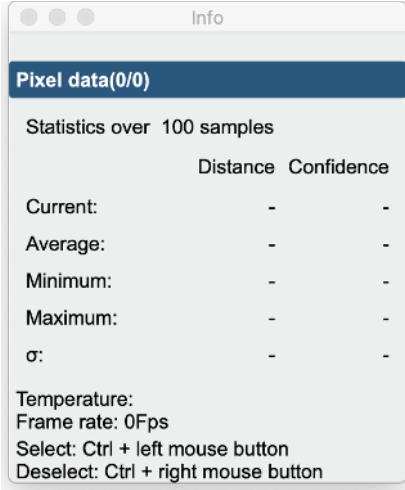 Info
Pixel data(0/0)
Statistics over 100 samples
Distance Confidence
Current: - -
Average: - -
Minimum: - -
Maximum: - -
σ: - -
Temperature:
Frame rate: 0Fps
Select: Ctrl + left mouse button
Deselect: Ctrl + right mouse button